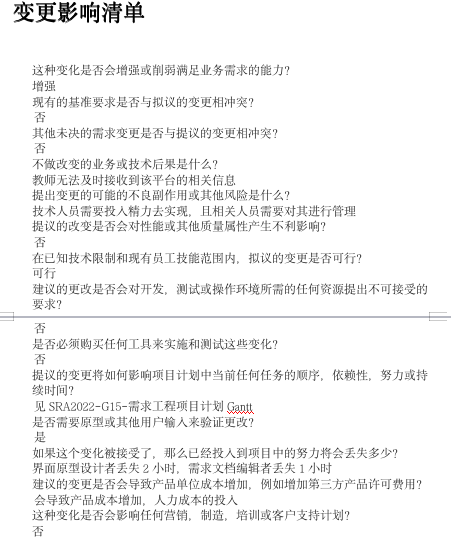 变更影响清单
这种变化是否会增强或削弱满足业务需求的能力？
增强
现有的基准要求是否与拟议的变更相冲突？
否
其他未决的需求变更是否与提议的变更相冲突？
否
不做改变的业务或技术后果是什么？
教师无法及时接收到该平台的相关信息
提出变更的可能的不良副作用或其他风险是什么？
技术人员需要投入精力去实现，且相关人员需要对其进行管理
提议的改变是否会对性能或其他质量属性产生不利影响？
否
在已知技术限制和现有员工技能范围内，拟议的变更是否可行？
可行
建议的更改是否会对开发，测试或操作环境所需的任何资源提出不可接受的
要求？
否
是否必须购买任何工具来实施和测试这些变化？
否
提议的变更将如何影响项目计划中当前任何任务的顺序，依赖性，努力或持
续时间？
见 SRA2022-G15-需求工程项目计划 Gantt
是否需要原型或其他用户输入来验证更改？
是
如果这个变化被接受了，那么已经投入到项目中的努力将会丢失多少？
界面原型设计者丢失 2 小时，需求文档编辑者丢失 1 小时
建议的变更是否会导致产品单位成本增加，例如增加第三方产品许可费用？
会导致产品成本增加，人力成本的投入
这种变化是否会影响任何营销，制造，培训或客户支持计划？
否